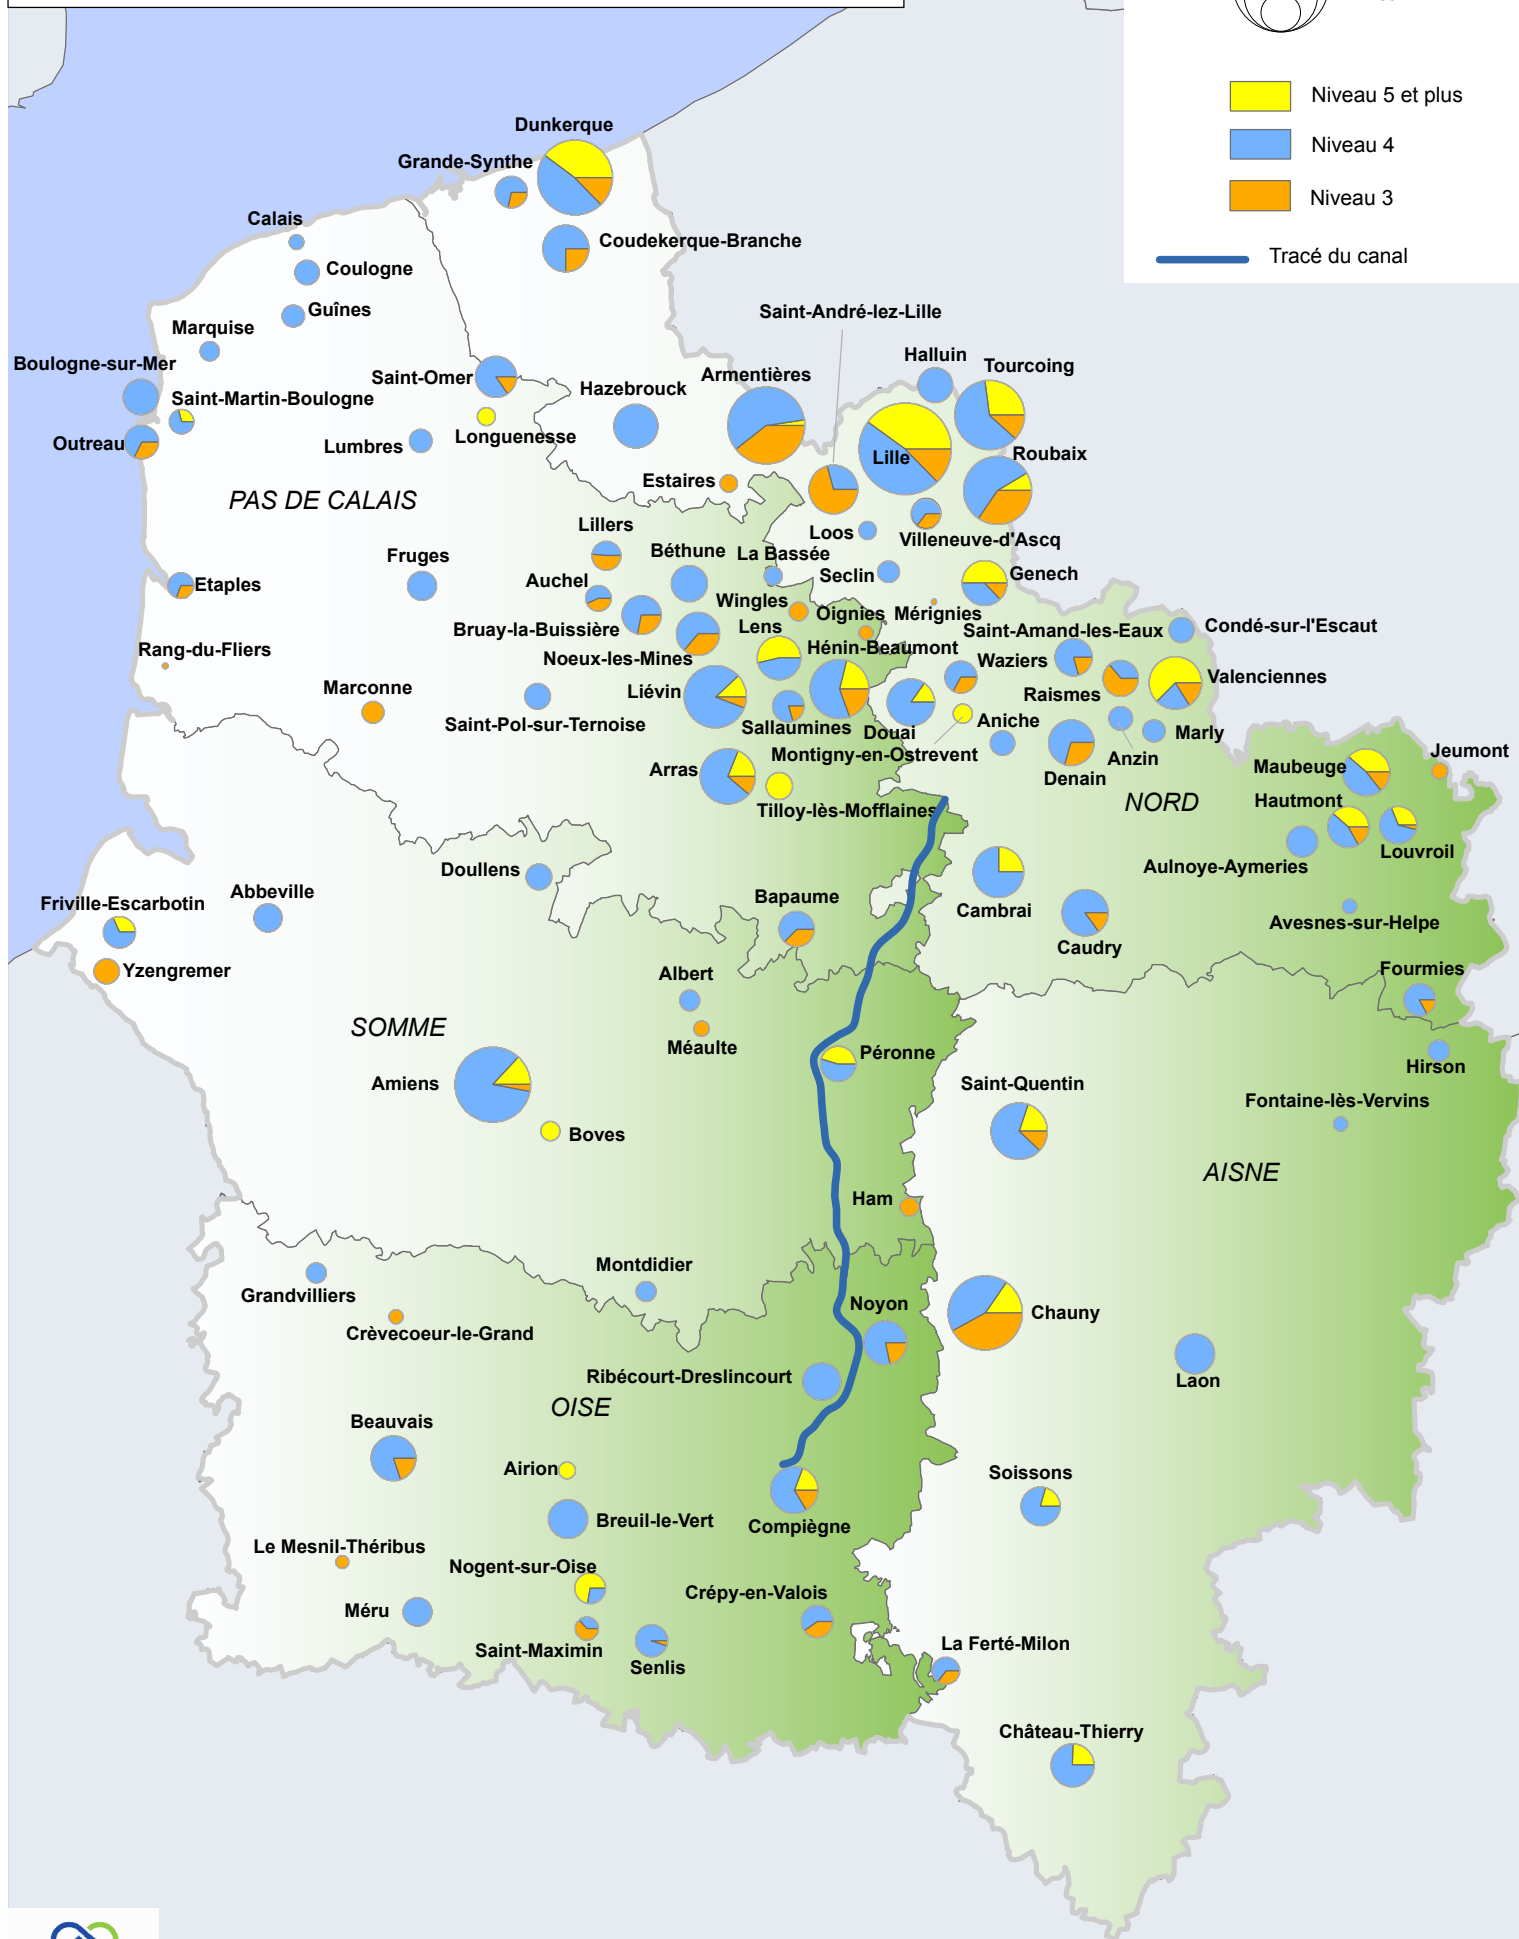 Niveau 5 et plus
Niveau 4
Niveau 3
Tracé du canal
Dunkerque
Grande-Synthe
Coudekerque-Branche
Calais
Coulogne
Guînes
Marquise
Saint-André-lez-Lille
Boulogne-sur-Mer
Saint-Martin-Boulogne
Outreau
Saint-Omer
Longuenesse
Lumbres
Hazebrouck
Armentières
Halluin
Tourcoing
Lille
Roubaix
Estaires
PAS DE CALAIS
Loos
Villeneuve-d'Ascq
Lillers
Béthune
La Bassée
Seclin
Genech
Fruges
Etaples
Auchel
Wingles
Oignies
Mérignies
Bruay-la-Buissière
Lens
Hénin-Beaumont
Saint-Amand-les-Eaux
Condé-sur-l'Escaut
Noeux-les-Mines
Waziers
Rang-du-Fliers
Marconne
Saint-Pol-sur-Ternoise
Liévin
Sallaumines
Douai
Raismes
Valenciennes
Aniche
Marly
Montigny-en-Ostrevent
Anzin
Denain
Arras
Tilloy-lès-Mofflaines
NORD
Maubeuge
Jeumont
Hautmont
Louvroil
Aulnoye-Aymeries
Doullens
Bapaume
Cambrai
Caudry
Avesnes-sur-Helpe
Friville-Escarbotin
Abbeville
Yzengremer
Albert
Méaulte
Fourmies
Hirson
SOMME
Amiens
Boves
Péronne
Saint-Quentin
Fontaine-lès-Vervins
AISNE
Ham
Montdidier
Grandvilliers
Crèvecoeur-le-Grand
Noyon
Chauny
Ribécourt-Dreslincourt
Laon
OISE
Beauvais
Airion
Breuil-le-Vert
Compiègne
Soissons
Le Mesnil-Théribus
Nogent-sur-Oise
Crépy-en-Valois
Méru
Saint-Maximin
Senlis
La Ferté-Milon
Château-Thierry